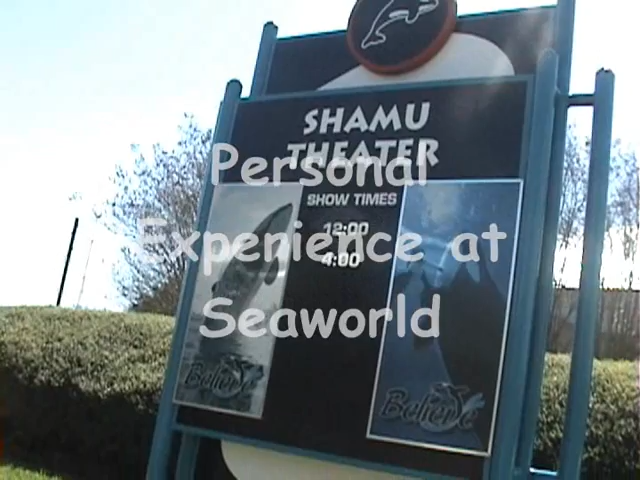 SHAMU
THEATER
Personal
SHOW TIMES
12:00
Experience at
4:00
Seaworld
Believe
Believe